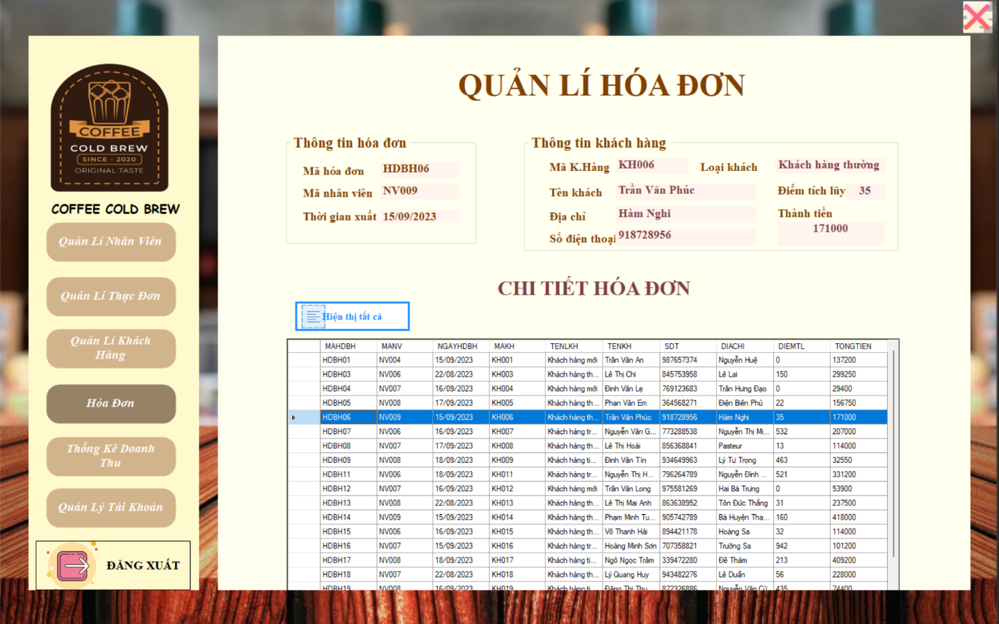 COFFEE
COLD BREW
SINCE - 2020
ORIGINAL TASTE
COFFEE COLD BREW
Quản Lí Nhân Viên
Quản Lí Thực Đơn
Quản Lí Khách
Hàng
Hóa Đơn
Thống Kê Doanh
Thu
Quản Lý Tài Khoản
ĐĂNG XUẤT
QUẢN LÍ HÓA ĐƠN
Thông tin hóa đơn
Mã hóa đơn HDBH06
Mã nhân viên NV009
Thời gian xuất 15/09/2023
Thông tin khách hàng
Mã K.Hàng KH006 Loại khách Khách hàng thường
Tên khách Trần Văn Phúc Điểm tích lũy 35
Địa chỉ Hàm Nghi Thành tiền
Số điện thoại 918728956 171000
CHI TIẾT HÓA ĐƠN
Hiện thị tất cả
MAHDBH MANV NGAYHDBH MAKH TENLKH TENKH SDT DIACHI DIEMTL TONGTIEN
HDBH01 NV004 15/09/2023 KH001 Khách hàng mới Trần Văn An 987657374 Nguyễn Huệ 0 137200
HDBH03 NV006 22/08/2023 KH003 Khách hàng th... Lê Thị Chi 845753958 Lê Lai 150 299250
HDBH04 NV007 16/09/2023 KH004 Khách hàng mới Đinh Văn Lẹ 769123683 Trần Hưng Đạo 0 29400
HDBH05 NV008 17/09/2023 KH005 Khách hàng th... Phan Văn Em 364568271 Điện Biên Phủ 22 156750
HDBH06 NV009 15/09/2023 KH006 Khách hàng th... Trần Văn Phúc 918728956 Hàm Nghi 35 171000
HDBH07 NV006 16/09/2023 KH007 Khách hàng tr... Nguyễn Văn G... 773288538 Nguyễn Thị Mi... 532 207000
HDBH08 NV007 17/09/2023 KH008 Khách hàng th... Lê Thị Hoài 856368841 Pasteur 13 114000
HDBH09 NV008 18/09/2023 KH009 Khách hàng ti... Đinh Văn Tín 934649963 Lý Tự Trọng 463 32550
HDBH11 NV006 18/09/2023 KH011 Khách hàng tr... Nguyễn Thị H... 796264789 Nguyễn Đình ... 521 331200
HDBH12 NV007 16/09/2023 KH012 Khách hàng mới Trần Văn Long 975581269 Hai Bà Trưng 0 53900
HDBH13 NV008 22/08/2023 KH013 Khách hàng th... Lê Thị Mai Anh 863638952 Tôn Đức Thắng 31 237500
HDBH14 NV009 15/09/2023 KH014 Khách hàng th... Phạm Minh Tu... 905742789 Bà Huyện Tha... 160 418000
HDBH15 NV006 16/09/2023 KH015 Khách hàng th... Võ Thanh Hải 894421178 Hoàng Sa 32 114000
HDBH16 NV007 15/09/2023 KH016 Khách hàng tr... Hoàng Minh Sơn 707358821 Trường Sa 942 101200
HDBH17 NV008 18/09/2023 KH017 Khách hàng ti... Ngô Ngọc Trâm 339472280 Đề Thám 213 409200
HDBH18 NV007 22/08/2023 KH018 Khách hàng th... Lý Quang Huy 943482276 Lê Duẩn 56 228000
HDBH19 NV008 16/09/2023 KH019 Khách hàng ti... Đặng Thị Thu... 872326886 Nguyễn Văn Cừ 435 74400